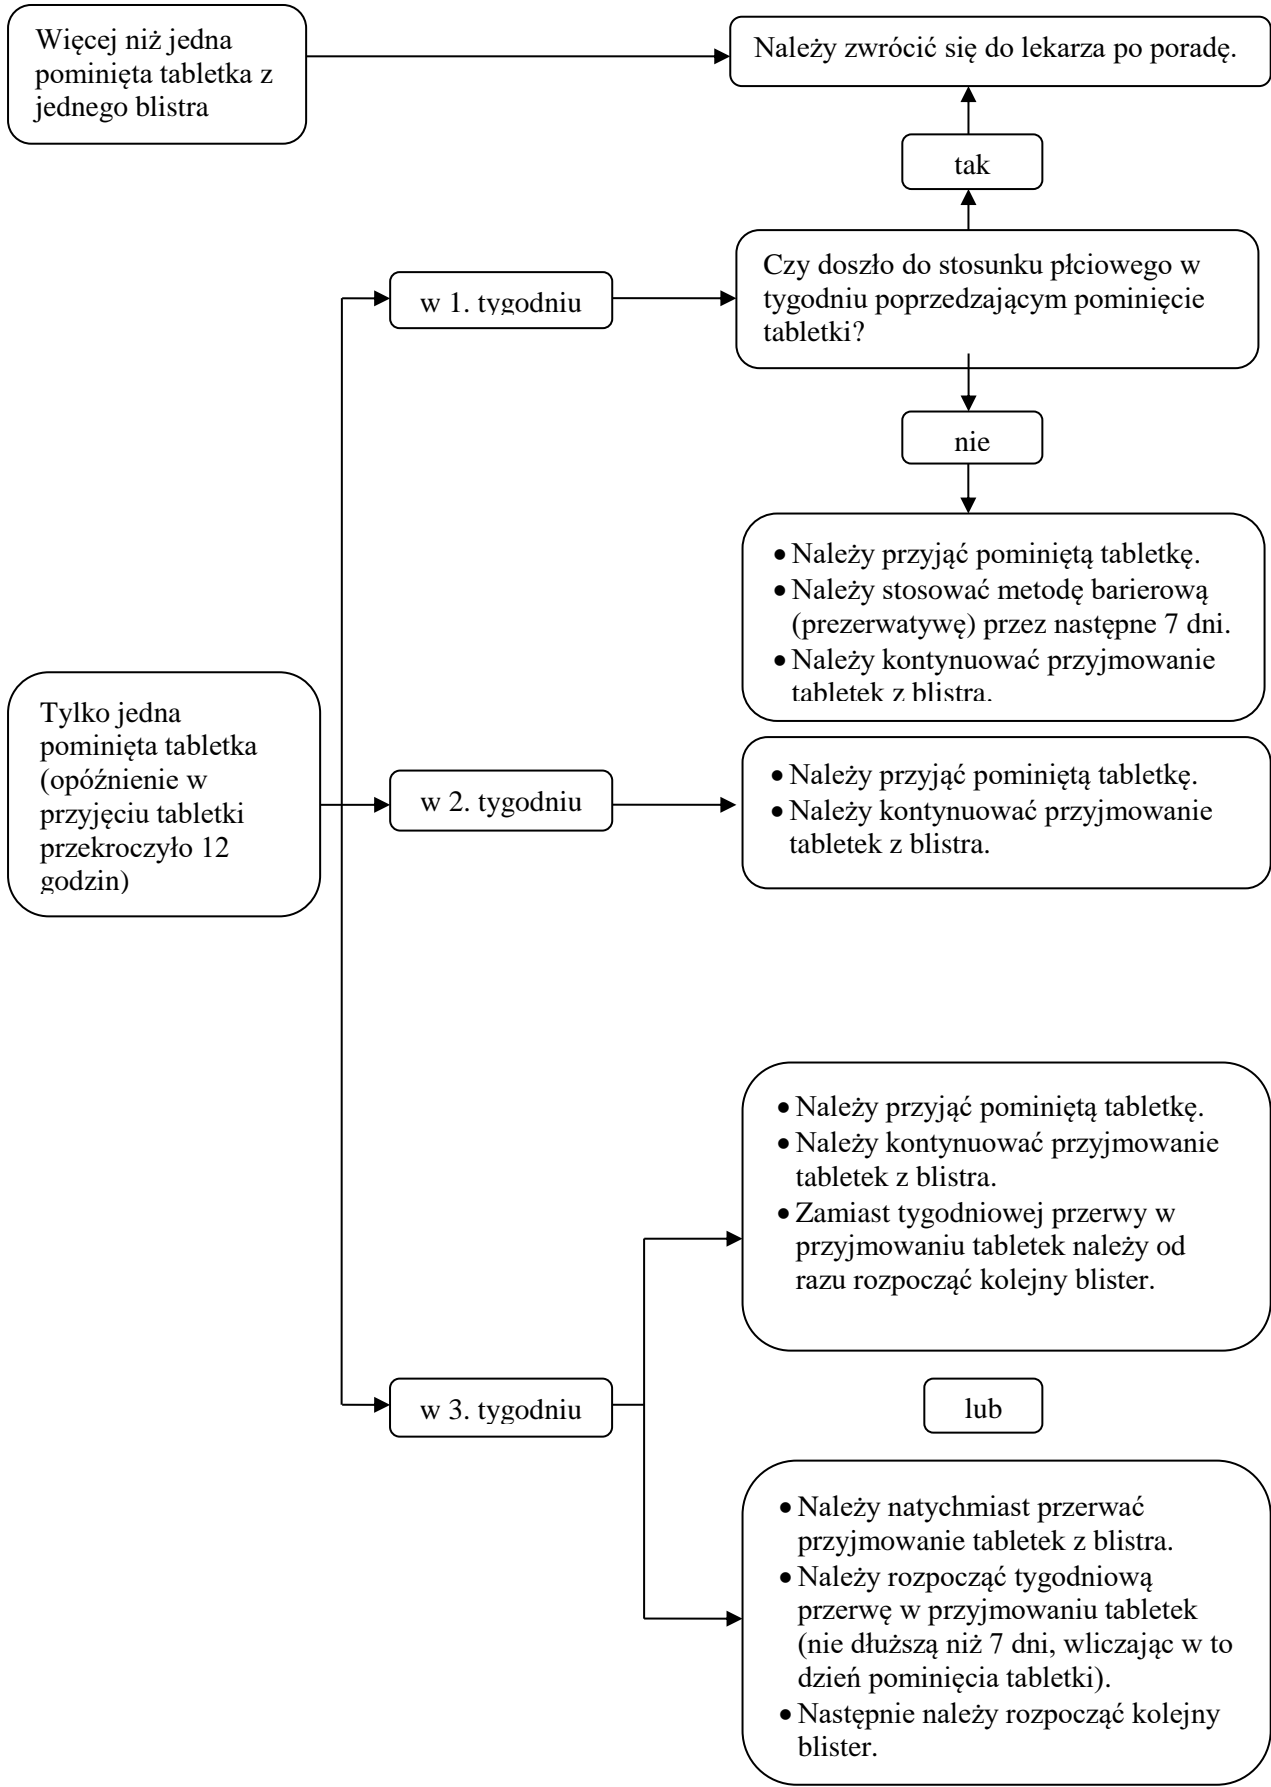 Więcej niż jedna
pominięta tabletka z
jednego blistra
Należy zwrócić się do lekarza po poradę.
tak
Czy doszło do stosunku płciowego w
tygodniu poprzedzającym pominięcie
tabletki?
w 1. tygodniu
nie
• Należy przyjąć pominiętą tabletkę.
• Należy stosować metodę barierową
(prezerwatywę) przez następne 7 dni.
• Należy kontynuować przyjmowanie
tabletek z blistra.
Tylko jedna
pominięta tabletka
(opóźnienie w
przyjęciu tabletki
przekroczyło 12
godzin)
w 2. tygodniu
• Należy przyjąć pominiętą tabletkę.
• Należy kontynuować przyjmowanie
tabletek z blistra.
• Należy przyjąć pominiętą tabletkę.
• Należy kontynuować przyjmowanie
tabletek z blistra.
• Zamiast tygodniowej przerwy w
przyjmowaniu tabletek należy od
razu rozpocząć kolejny blister.
w 3. tygodniu
lub
• Należy natychmiast przerwać
przyjmowanie tabletek z blistra.
• Należy rozpocząć tygodniową
przerwę w przyjmowaniu tabletek
(nie dłuższą niż 7 dni, wliczając w to
dzień pominięcia tabletki).
• Następnie należy rozpocząć kolejny
blister.